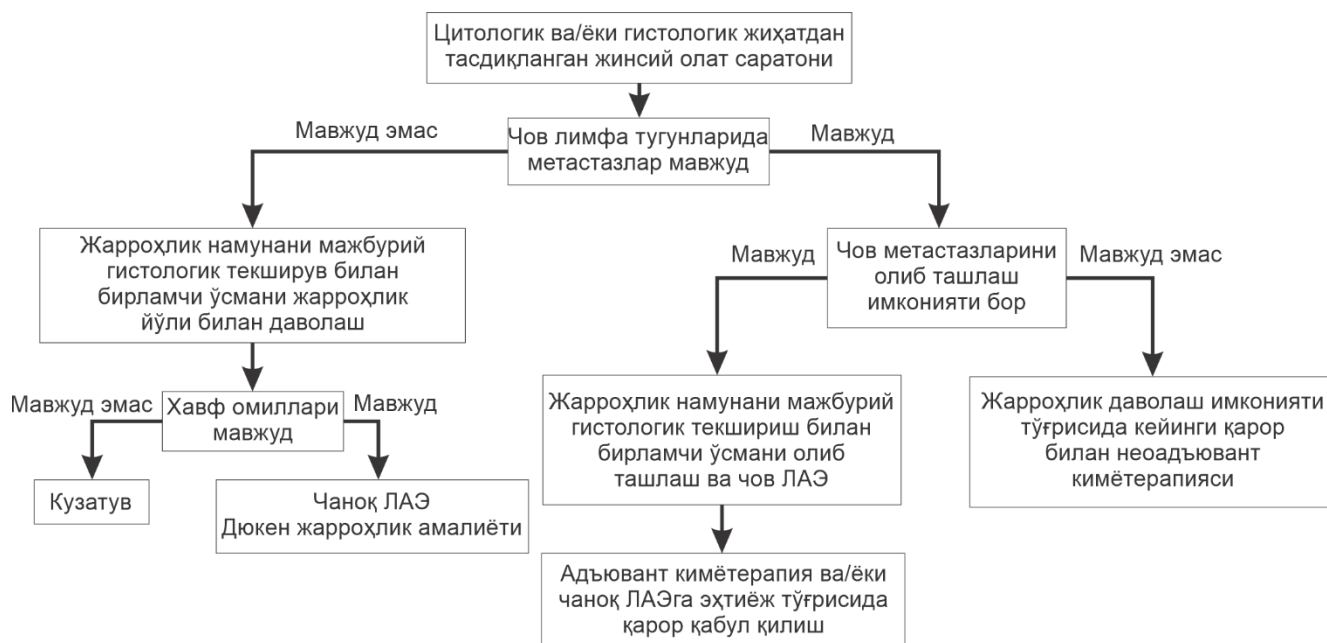 Цитологик ва/ёки гистологик жиҳатдан
тасдиқланган жинсий олат саратони
Мавжуд эмас
Чов лимфа тугунларида
метастазлар мавжуд
Мавжуд
Жарроҳлик намунани мажбурий
гистологик текширув билан
бирламчи ўсмани жарроҳлик
йўли билан даволаш
Мавжуд
Чов метастазларини
олиб ташлаш
имконияти бор
Мавжуд эмас
Мавжуд эмас
Хавф омиллари
мавжуд
Мавжуд
Кузатув
Чаноқ ЛАЭ
Дюкен жарроҳлик амалиёти
Жарроҳлик намунани мажбурий
гистологик текшириш билан
бирламчи ўсмани олиб
ташлаш ва чов ЛАЭ
Жарроҳлик даволаш имконияти
тўғрисида кейинги қарор
билан неоадъювант
кимётерапияси
Адъювант кимётерапия ва/ёки
чаноқ ЛАЭга эҳтиёж тўғрисида
қарор қабул қилиш